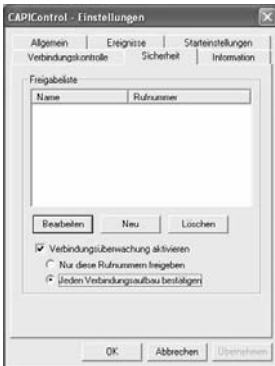 CAPIControl - Einstellungen
Allgemein Ereignisse Starteinstellungen
Verbindungskontrolle Sicherheit Information
Freigabeliste
Name Rufnummer
Bearbeiten Neu Löschen
Verbindungsüberwachung aktivieren
Nur diese Rufnummern freigeben
Jeden Verbindungsaufbau bestätigen
OK Abbrechen Übernehmen